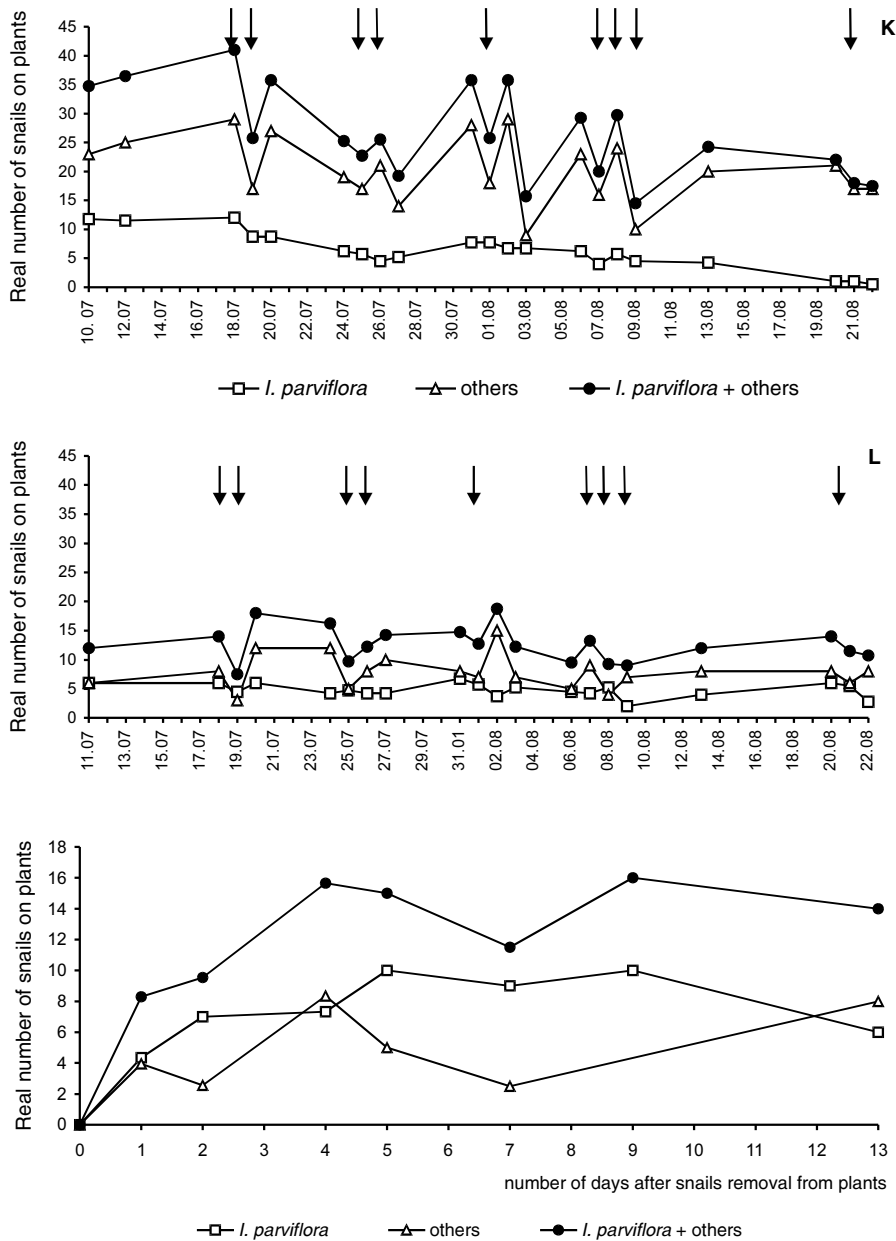 K
Real number of snails on plants
45
40
35
30
25
20
15
10
5
0
10. 07 12.07 14.07 16.07 18.07 20.07 24.07 26.07 30.07 01.08 03.08 05.08 07.08 09.08 11.08 13.08 15.08 17.08 19.08 21.08
I. parviflora others I. parviflora + others
L
Real number of snails on plants
45
40
35
30
25
20
15
10
5
0
11.07 13.07 15.07 17.07 19.07 21.07 23.07 25.07 27.07 29.07 31.01 02.08 04.08 06.08 08.08 10.08 12.08 14.08 18.08 20.08 22.08
Real number of snails on plants
18
16
14
12
10
8
6
4
2
0
0 1 2 3 4 5 7 8 9 10 11 12 13
number of days after snails removal from plants
I. parviflora others I. parviflora + others